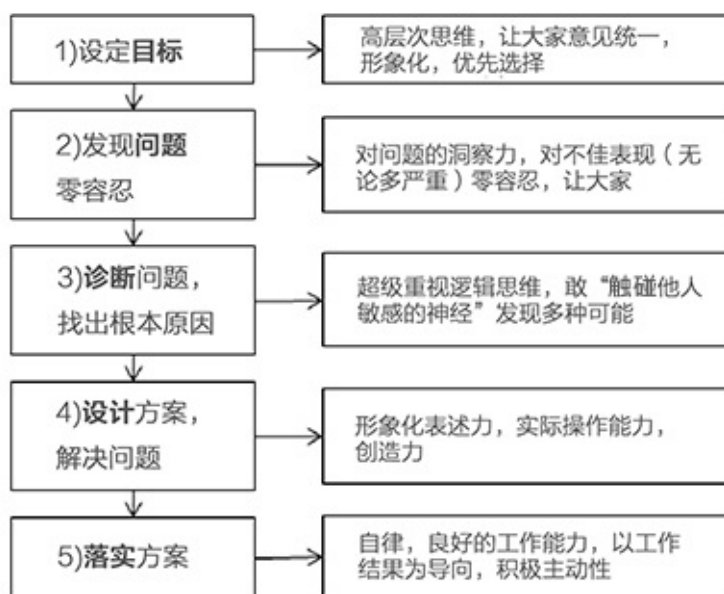 1)设定目标
高层次思维，让大家意见统一，
形象化，优先选择
2)发现问题
零容忍
对问题的洞察力，对不佳表现（无
论多严重）零容忍，让大家
3)诊断问题，
找出根本原因
超级重视逻辑思维，敢“触碰他人
敏感的神经”发现多种可能
4)设计方案，
解决问题
形象化表述力，实际操作能力，
创造力
5)落实方案
自律，良好的工作能力，以工作
结果为导向，积极主动性